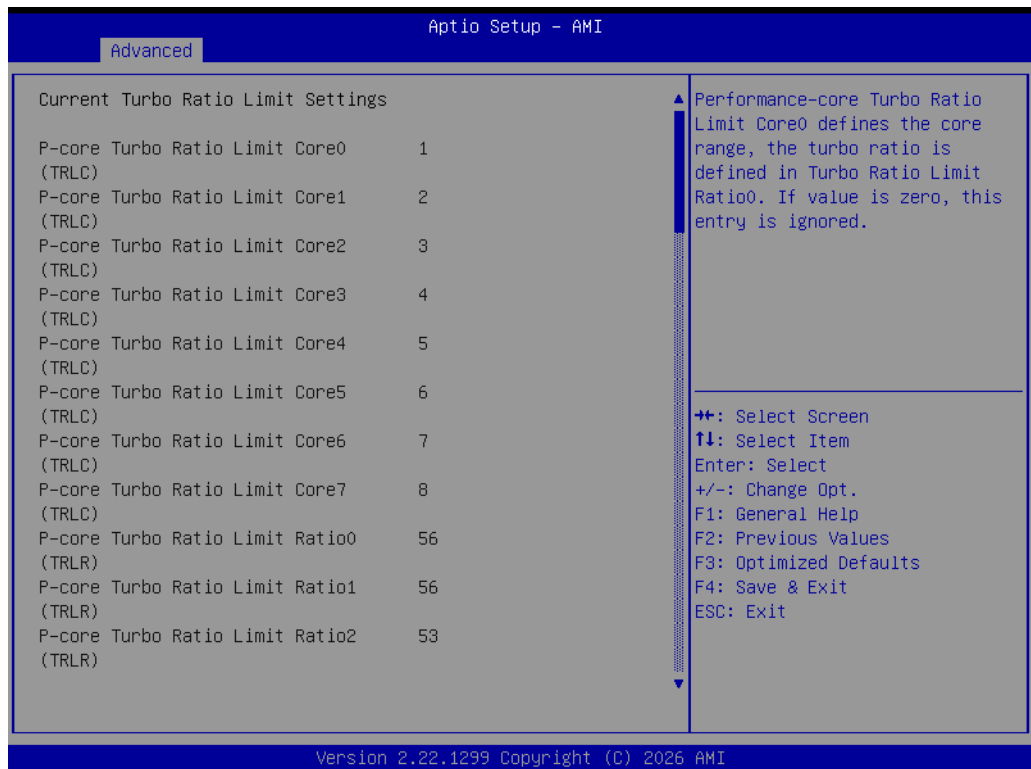 Aptio Setup – AMI
Advanced
Current Turbo Ratio Limit Settings
P-core Turbo Ratio Limit Core0 1
(TRLC)
P-core Turbo Ratio Limit Core1 2
(TRLC)
P-core Turbo Ratio Limit Core2 3
(TRLC)
P-core Turbo Ratio Limit Core3 4
(TRLC)
P-core Turbo Ratio Limit Core4 5
(TRLC)
P-core Turbo Ratio Limit Core5 6
(TRLC)
P-core Turbo Ratio Limit Core6 7
(TRLC)
P-core Turbo Ratio Limit Core7 8
(TRLC)
P-core Turbo Ratio Limit Ratio0 56
(TRLR)
P-core Turbo Ratio Limit Ratio1 56
(TRLR)
P-core Turbo Ratio Limit Ratio2 53
(TRLR)
Performance-core Turbo Ratio
Limit Core0 defines the core
range, the turbo ratio is
defined in Turbo Ratio Limit
Ratio0. If value is zero, this
entry is ignored.
→←: Select Screen
↑↓: Select Item
Enter: Select
+/-: Change Opt.
F1: General Help
F2: Previous Values
F3: Optimized Defaults
F4: Save & Exit
ESC: Exit
Version 2.22.1299 Copyright (C) 2026 AMI